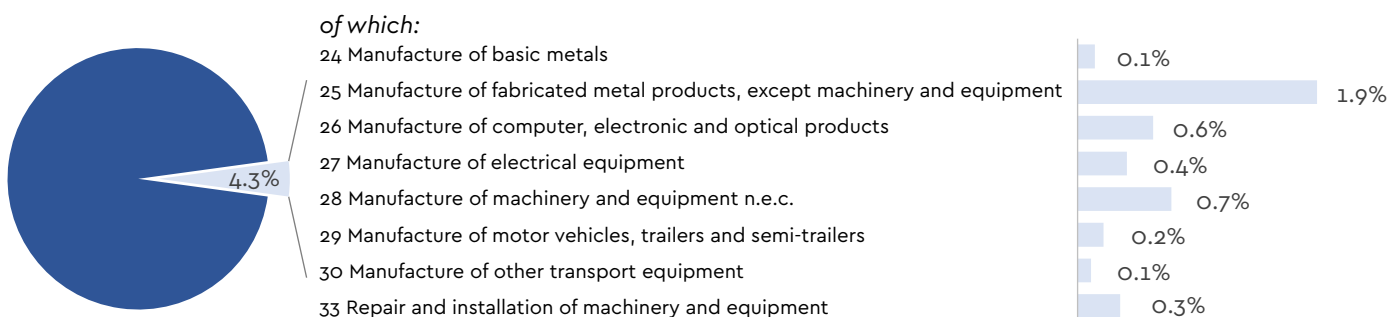 of which:
24 Manufacture of basic metals
0.1%
25 Manufacture of fabricated metal products, except machinery and equipment
1.9%
26 Manufacture of computer, electronic and optical products
0.6%
27 Manufacture of electrical equipment
0.4%
4.3%
28 Manufacture of machinery and equipment n.e.c.
0.7%
29 Manufacture of motor vehicles, trailers and semi-trailers
0.2%
30 Manufacture of other transport equipment
0.1%
33 Repair and installation of machinery and equipment
0.3%